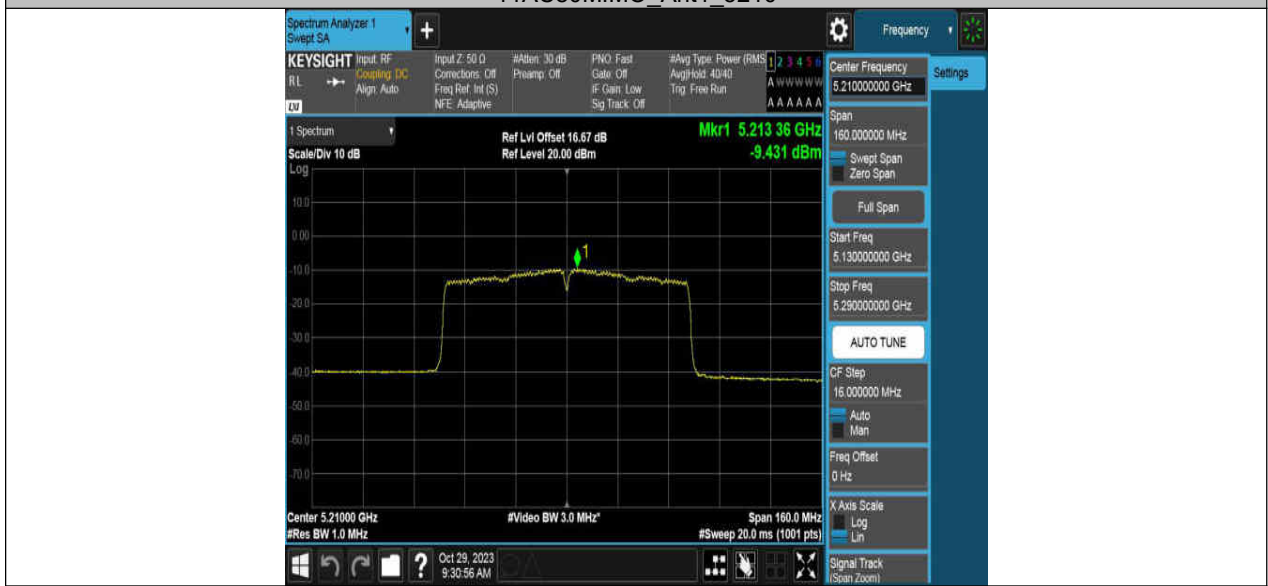 11AC80MIMO_Ant1_5210
Spectrum Analyzer 1
Swept SA
+
Frequency
KEYSIGHT
RL
LXI
Input: RF
Coupling: DC
Align: Auto
Input Z: 50 Ω
Corrections: Off
Freq Ref: Int (S)
NFE: Adaptive
#Atten: 30 dB
Preamp: Off
PNO: Fast
Gate: Off
IF Gain: Low
Sig Track: Off
#Avg Type: Power (RMS
Avg|Hold: 40/40
Trig: Free Run
1 2 3 4 5 6
A W W W W W
A A A A A A
1 Spectrum
Scale/Div 10 dB
Log
Ref Lvl Offset 16.67 dB
Ref Level 20.00 dBm
Mkr1 5.213 36 GHz
-9.431 dBm
10.0
0.00
-10.0
-20.0
-30.0
-40.0
-50.0
-60.0
-70.0
1
Center 5.21000 GHz
#Res BW 1.0 MHz
#Video BW 3.0 MHz*
Span 160.0 MHz
#Sweep 20.0 ms (1001 pts)
?
Oct 29, 2023
9:30:56 AM
Center Frequency
5.210000000 GHz
Settings
Span
160.000000 MHz
Swept Span
Zero Span
Full Span
Start Freq
5.130000000 GHz
Stop Freq
5.290000000 GHz
AUTO TUNE
CF Step
16.000000 MHz
Auto
Man
Freq Offset
0 Hz
X Axis Scale
Log
Lin
Signal Track
(Span Zoom)